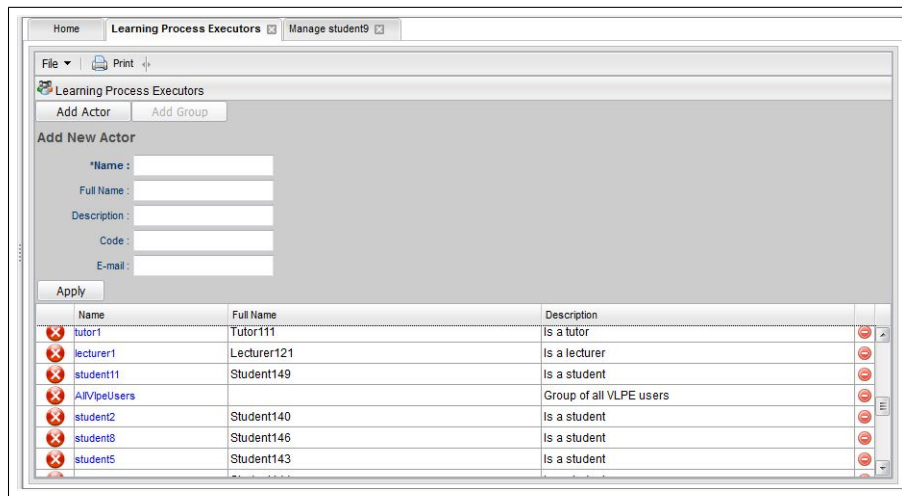 Home Learning Process Executors Manage student9
File Print
Learning Process Executors
Add Actor Add Group
Add New Actor
*Name :
Full Name :
Description :
Code :
E-mail :
Apply
Name Full Name Description
tutor1 Tutor111 Is a tutor
lecturer1 Lecturer121 Is a lecturer
student11 Student149 Is a student
AllVlpeUsers Group of all VLPE users
student2 Student140 Is a student
student8 Student146 Is a student
student5 Student143 Is a student